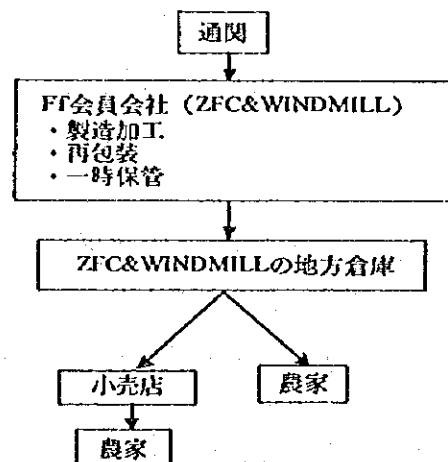 通関
FT会員会社（ZFC&WINDMILL）
・製造加工
・再包装
・一時保管
ZFC&WINDMILLの地方倉庫
小売店
農家
農家